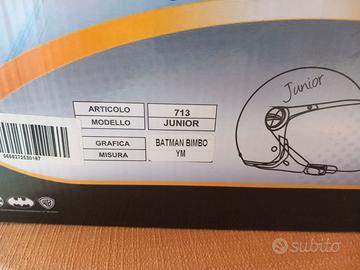 ARTICOLO 713
MODELLO JUNIOR
GRAFICA BATMAN BIMBO
MISURA YM
Junior
subito